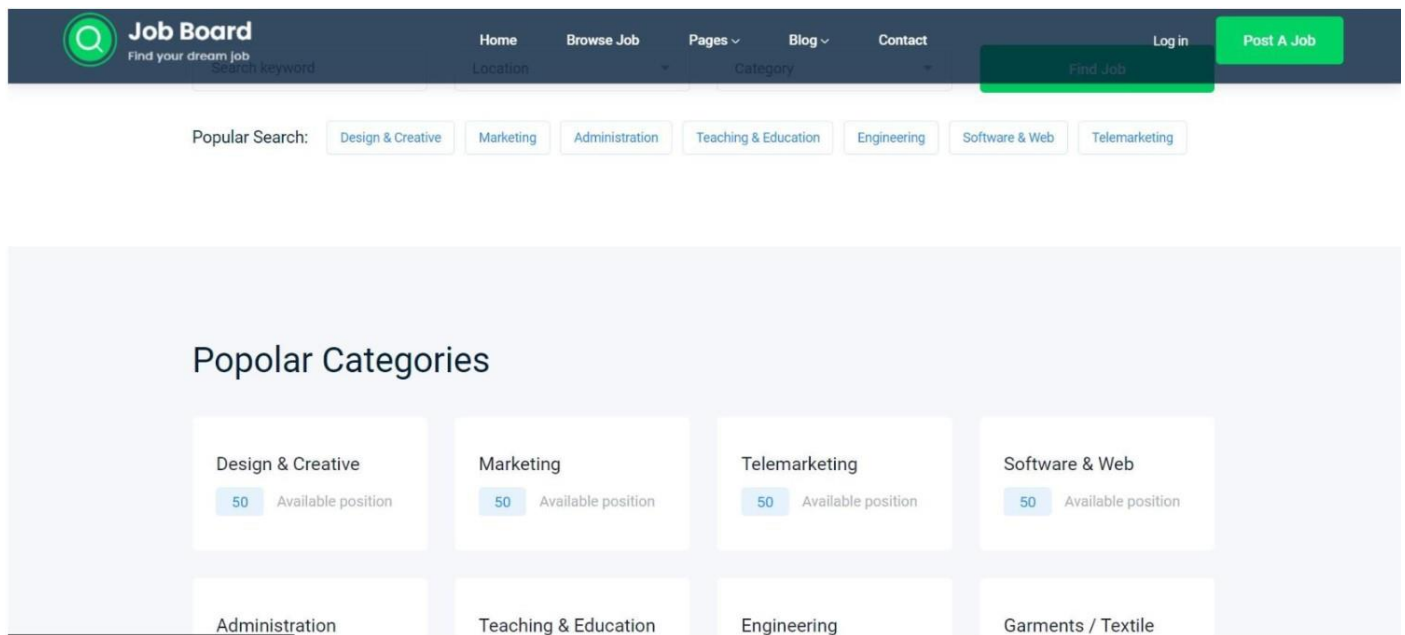 Job Board
Find your dream job
Home Browse Job Pages Blog Contact Log in Post A Job
Search keyword Location Category Find Job
Popular Search: Design & Creative Marketing Administration Teaching & Education Engineering Software & Web Telemarketing
Popolar Categories
Design & Creative Marketing Telemarketing Software & Web
50 Available position 50 Available position 50 Available position 50 Available position
Administration Teaching & Education Engineering Garments / Textile